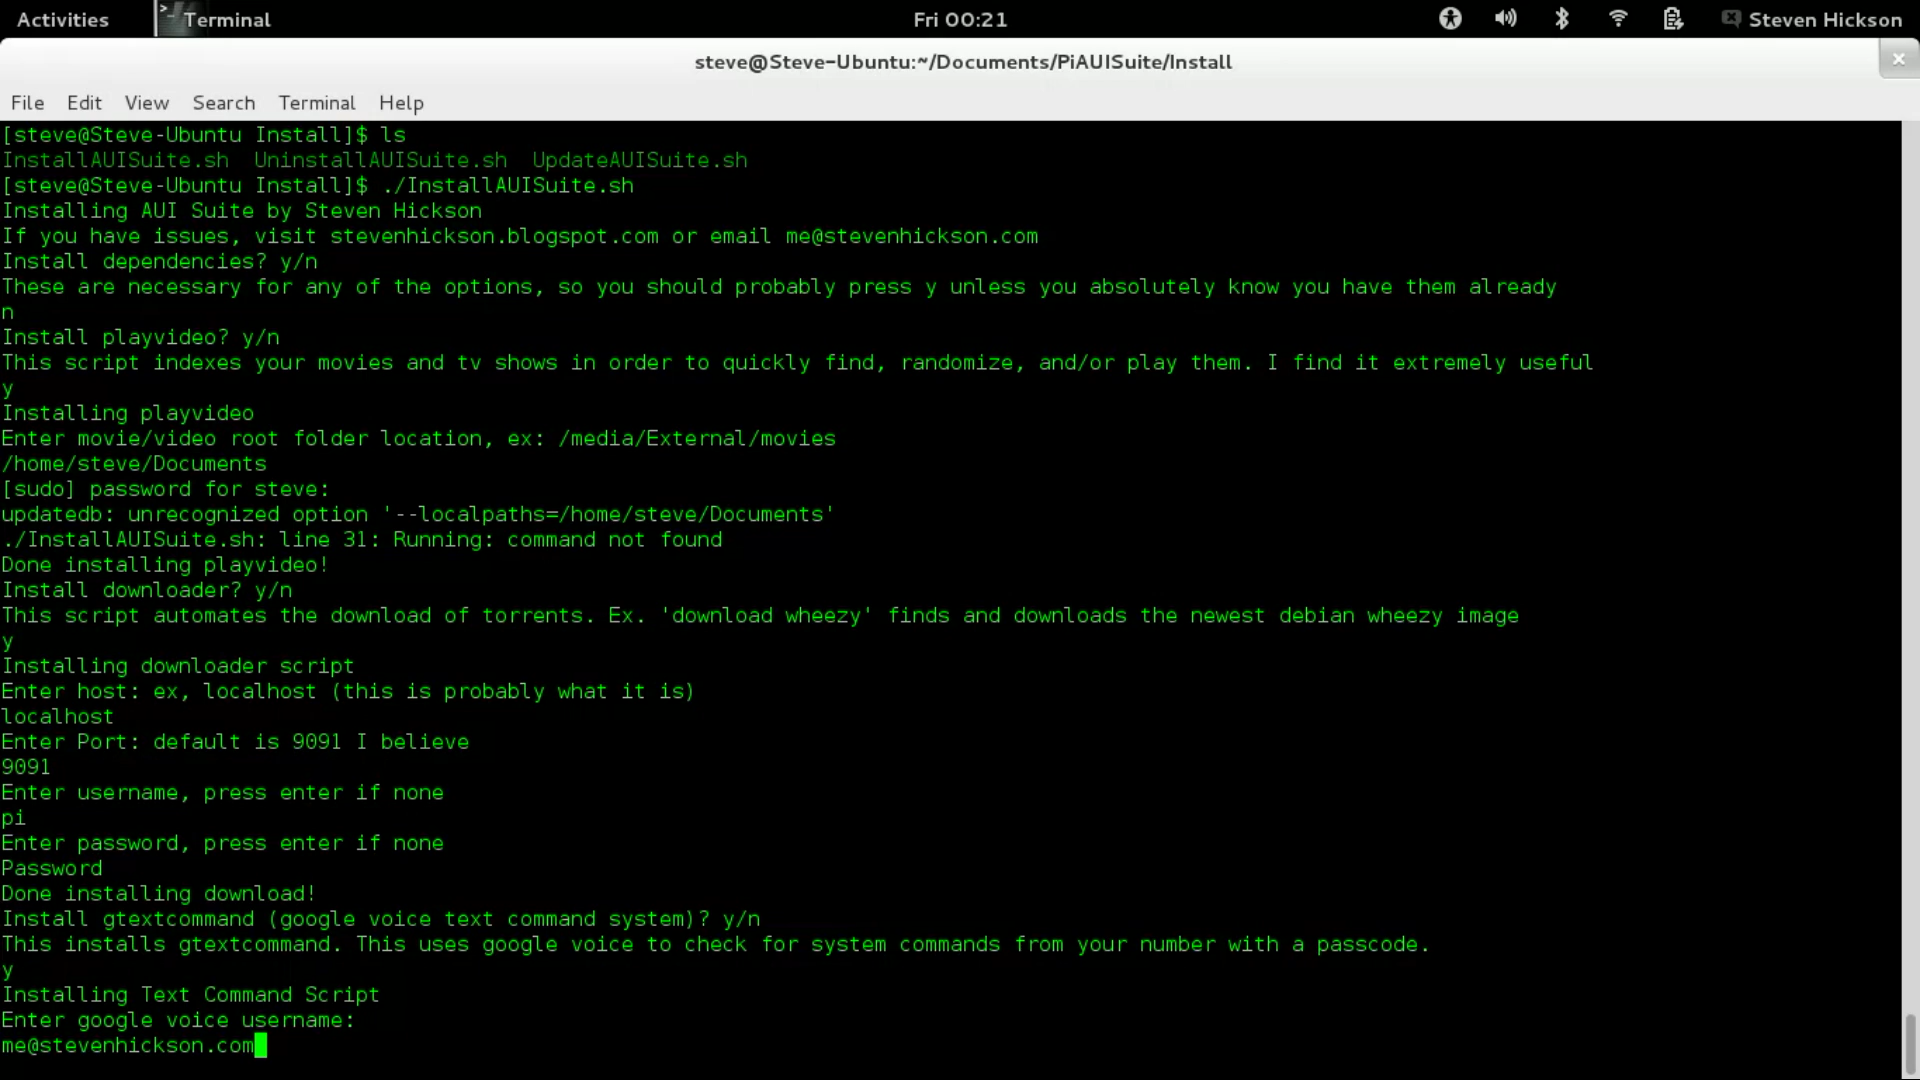 Activities
Terminal
Fri 00:21
Steven Hickson
steve@Steve-Ubuntu:~/Documents/PiAUISuite/Install
File Edit View Search Terminal Help
[steve@Steve-Ubuntu Install]$ ls
InstallAUISuite.sh  UninstallAUISuite.sh  UpdateAUISuite.sh
[steve@Steve-Ubuntu Install]$ ./InstallAUISuite.sh
Installing AUI Suite by Steven Hickson
If you have issues, visit stevenhickson.blogspot.com or email me@stevenhickson.com
Install dependencies? y/n
These are necessary for any of the options, so you should probably press y unless you absolutely know you have them already
n
Install playvideo? y/n
This script indexes your movies and tv shows in order to quickly find, randomize, and/or play them. I find it extremely useful
y
Installing playvideo
Enter movie/video root folder location, ex: /media/External/movies
/home/steve/Documents
[sudo] password for steve:
updatedb: unrecognized option '--localpaths=/home/steve/Documents'
./InstallAUISuite.sh: line 31: Running: command not found
Done installing playvideo!
Install downloader? y/n
This script automates the download of torrents. Ex. 'download wheezy' finds and downloads the newest debian wheezy image
y
Installing downloader script
Enter host: ex, localhost (this is probably what it is)
localhost
Enter Port: default is 9091 I believe
9091
Enter username, press enter if none
pi
Enter password, press enter if none
Password
Done installing download!
Install gtextcommand (google voice text command system)? y/n
This installs gtextcommand. This uses google voice to check for system commands from your number with a passcode.
y
Installing Text Command Script
Enter google voice username:
me@stevenhickson.com